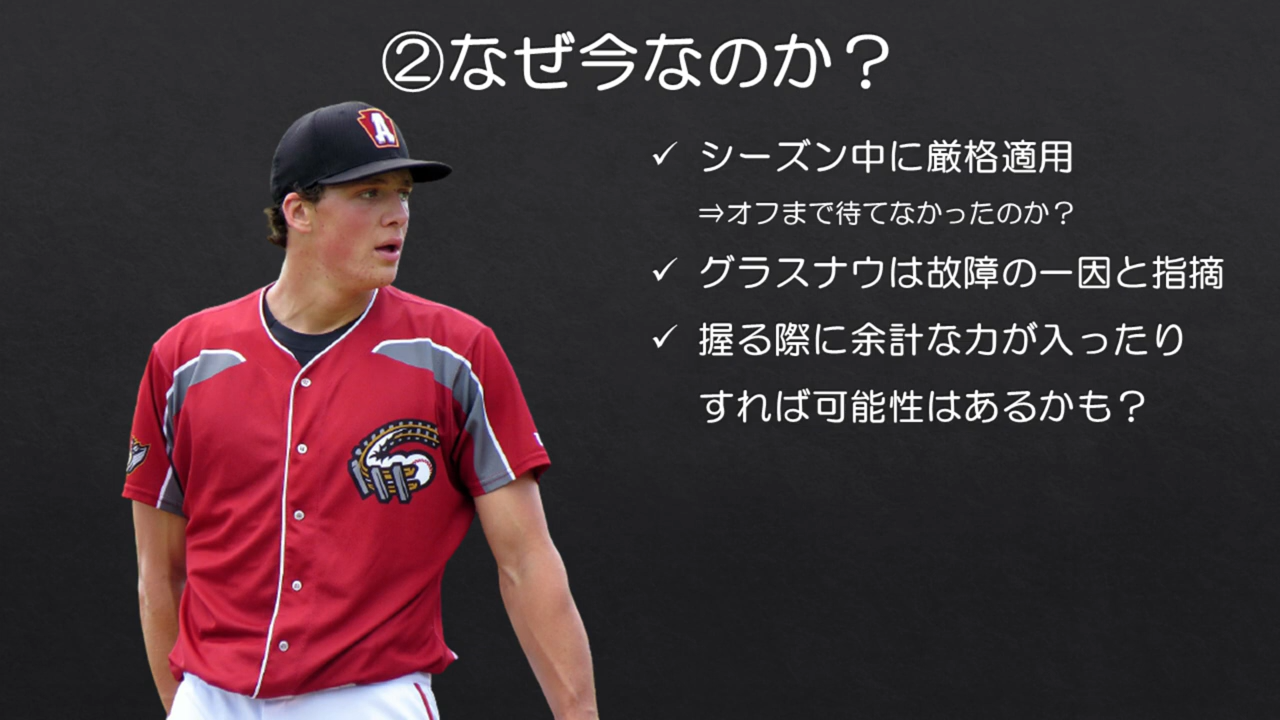 ②なぜ今なのか？
✓ シーズン中に厳格適用
⇒オフまで待てなかったのか？
✓ グラスナウは故障の一因と指摘
✓ 握る際に余計な力が入ったり
すれば可能性はあるかも？
A